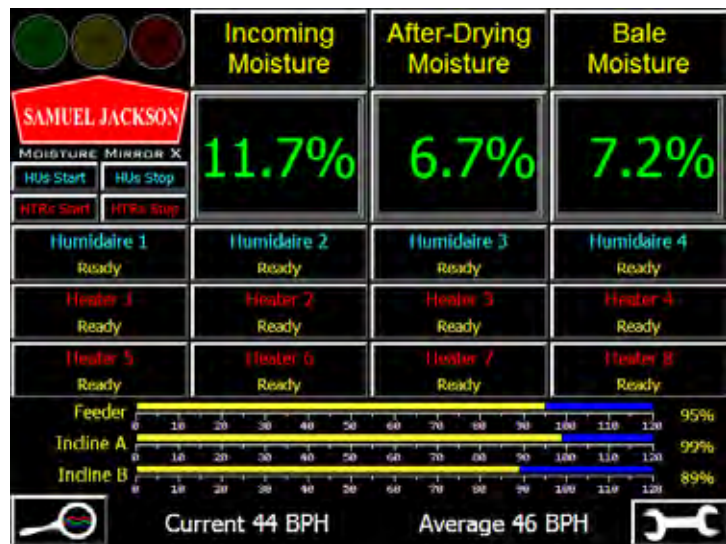 Incoming Moisture
After-Drying Moisture
Bale Moisture
SAMUEL JACKSON
MOISTURE MIRROR X
HUs Start
HUs Stop
HTRs Start
HTRs Stop
11.7%
6.7%
7.2%
Humidaire 1
Ready
Humidaire 2
Ready
Humidaire 3
Ready
Humidaire 4
Ready
Heater 1
Ready
Heater 2
Ready
Heater 3
Ready
Heater 4
Ready
Heater 5
Ready
Heater 6
Ready
Heater 7
Ready
Heater 8
Ready
Feeder 95%
0 10 20 30 40 50 60 70 80 90 100 110 120
Incline A 99%
0 10 20 30 40 50 60 70 80 90 100 110 120
Incline B 89%
0 10 20 30 40 50 60 70 80 90 100 110 120
Current 44 BPH
Average 46 BPH